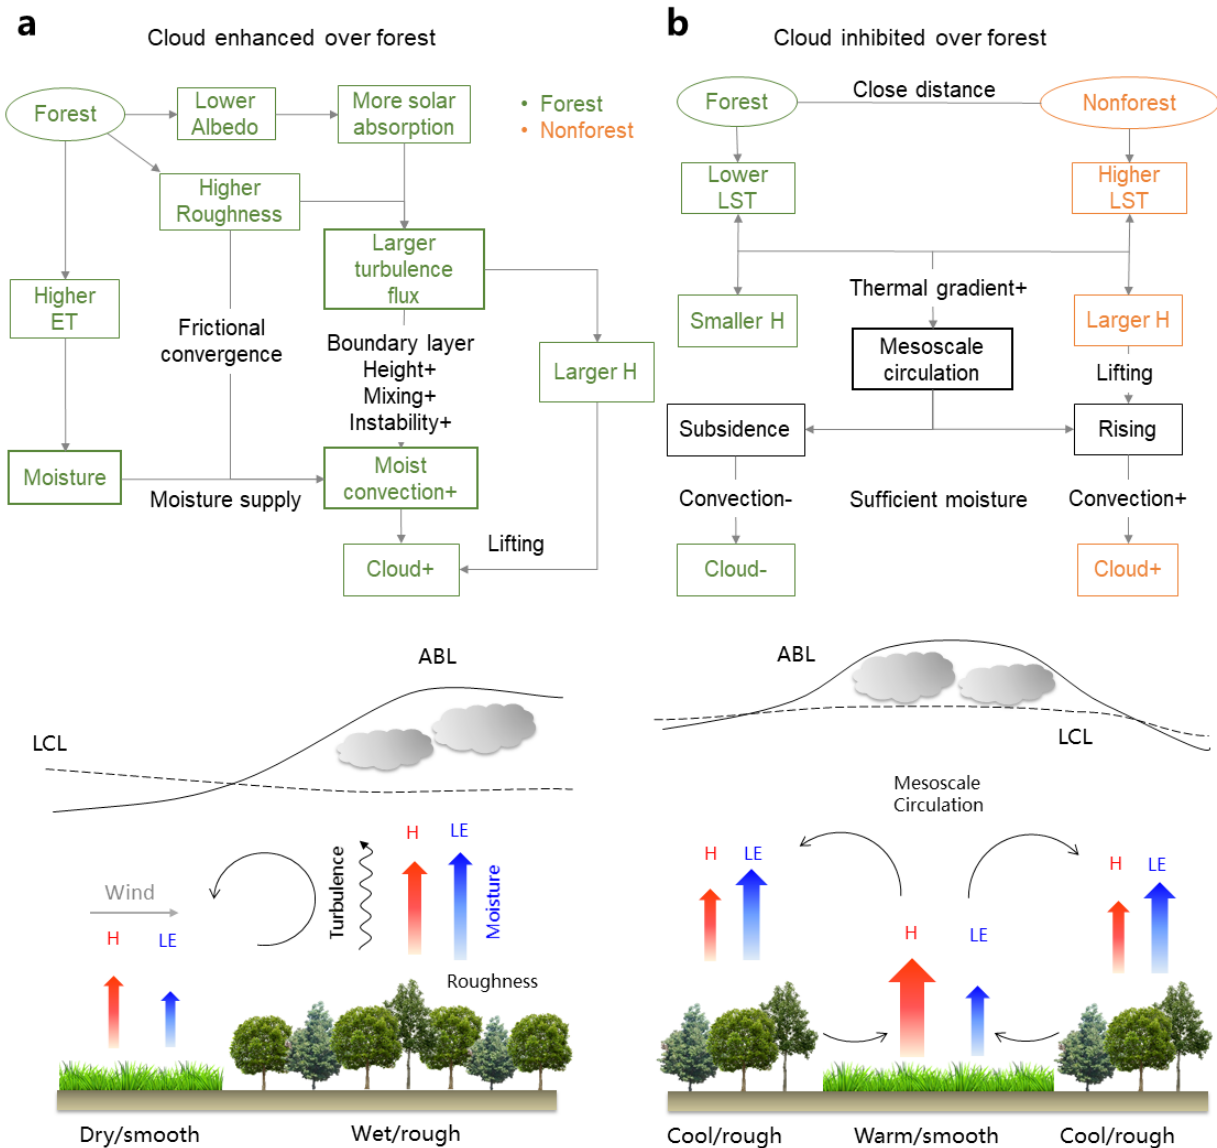 a
Cloud enhanced over forest
Forest
Lower
Albedo
More solar
absorption
• Forest
• Nonforest
Higher
Roughness
Larger
turbulence
flux
Higher
ET
Frictional
convergence
Boundary layer
Height+
Mixing+
Instability+
Larger H
Moisture
Moisture supply
Moist
convection+
Lifting
Cloud+
ABL
LCL
Wind
H
LE
Turbulence
H
LE
Moisture
Roughness
Dry/smooth
Wet/rough
b
Cloud inhibited over forest
Forest
Close distance
Nonforest
Lower
LST
Higher
LST
Thermal gradient+
Smaller H
Larger H
Mesoscale
circulation
Lifting
Subsidence
Rising
Convection-
Sufficient moisture
Convection+
Cloud-
Cloud+
ABL
LCL
Mesoscale
Circulation
H
LE
H
LE
H
LE
Cool/rough
Warm/smooth
Cool/rough